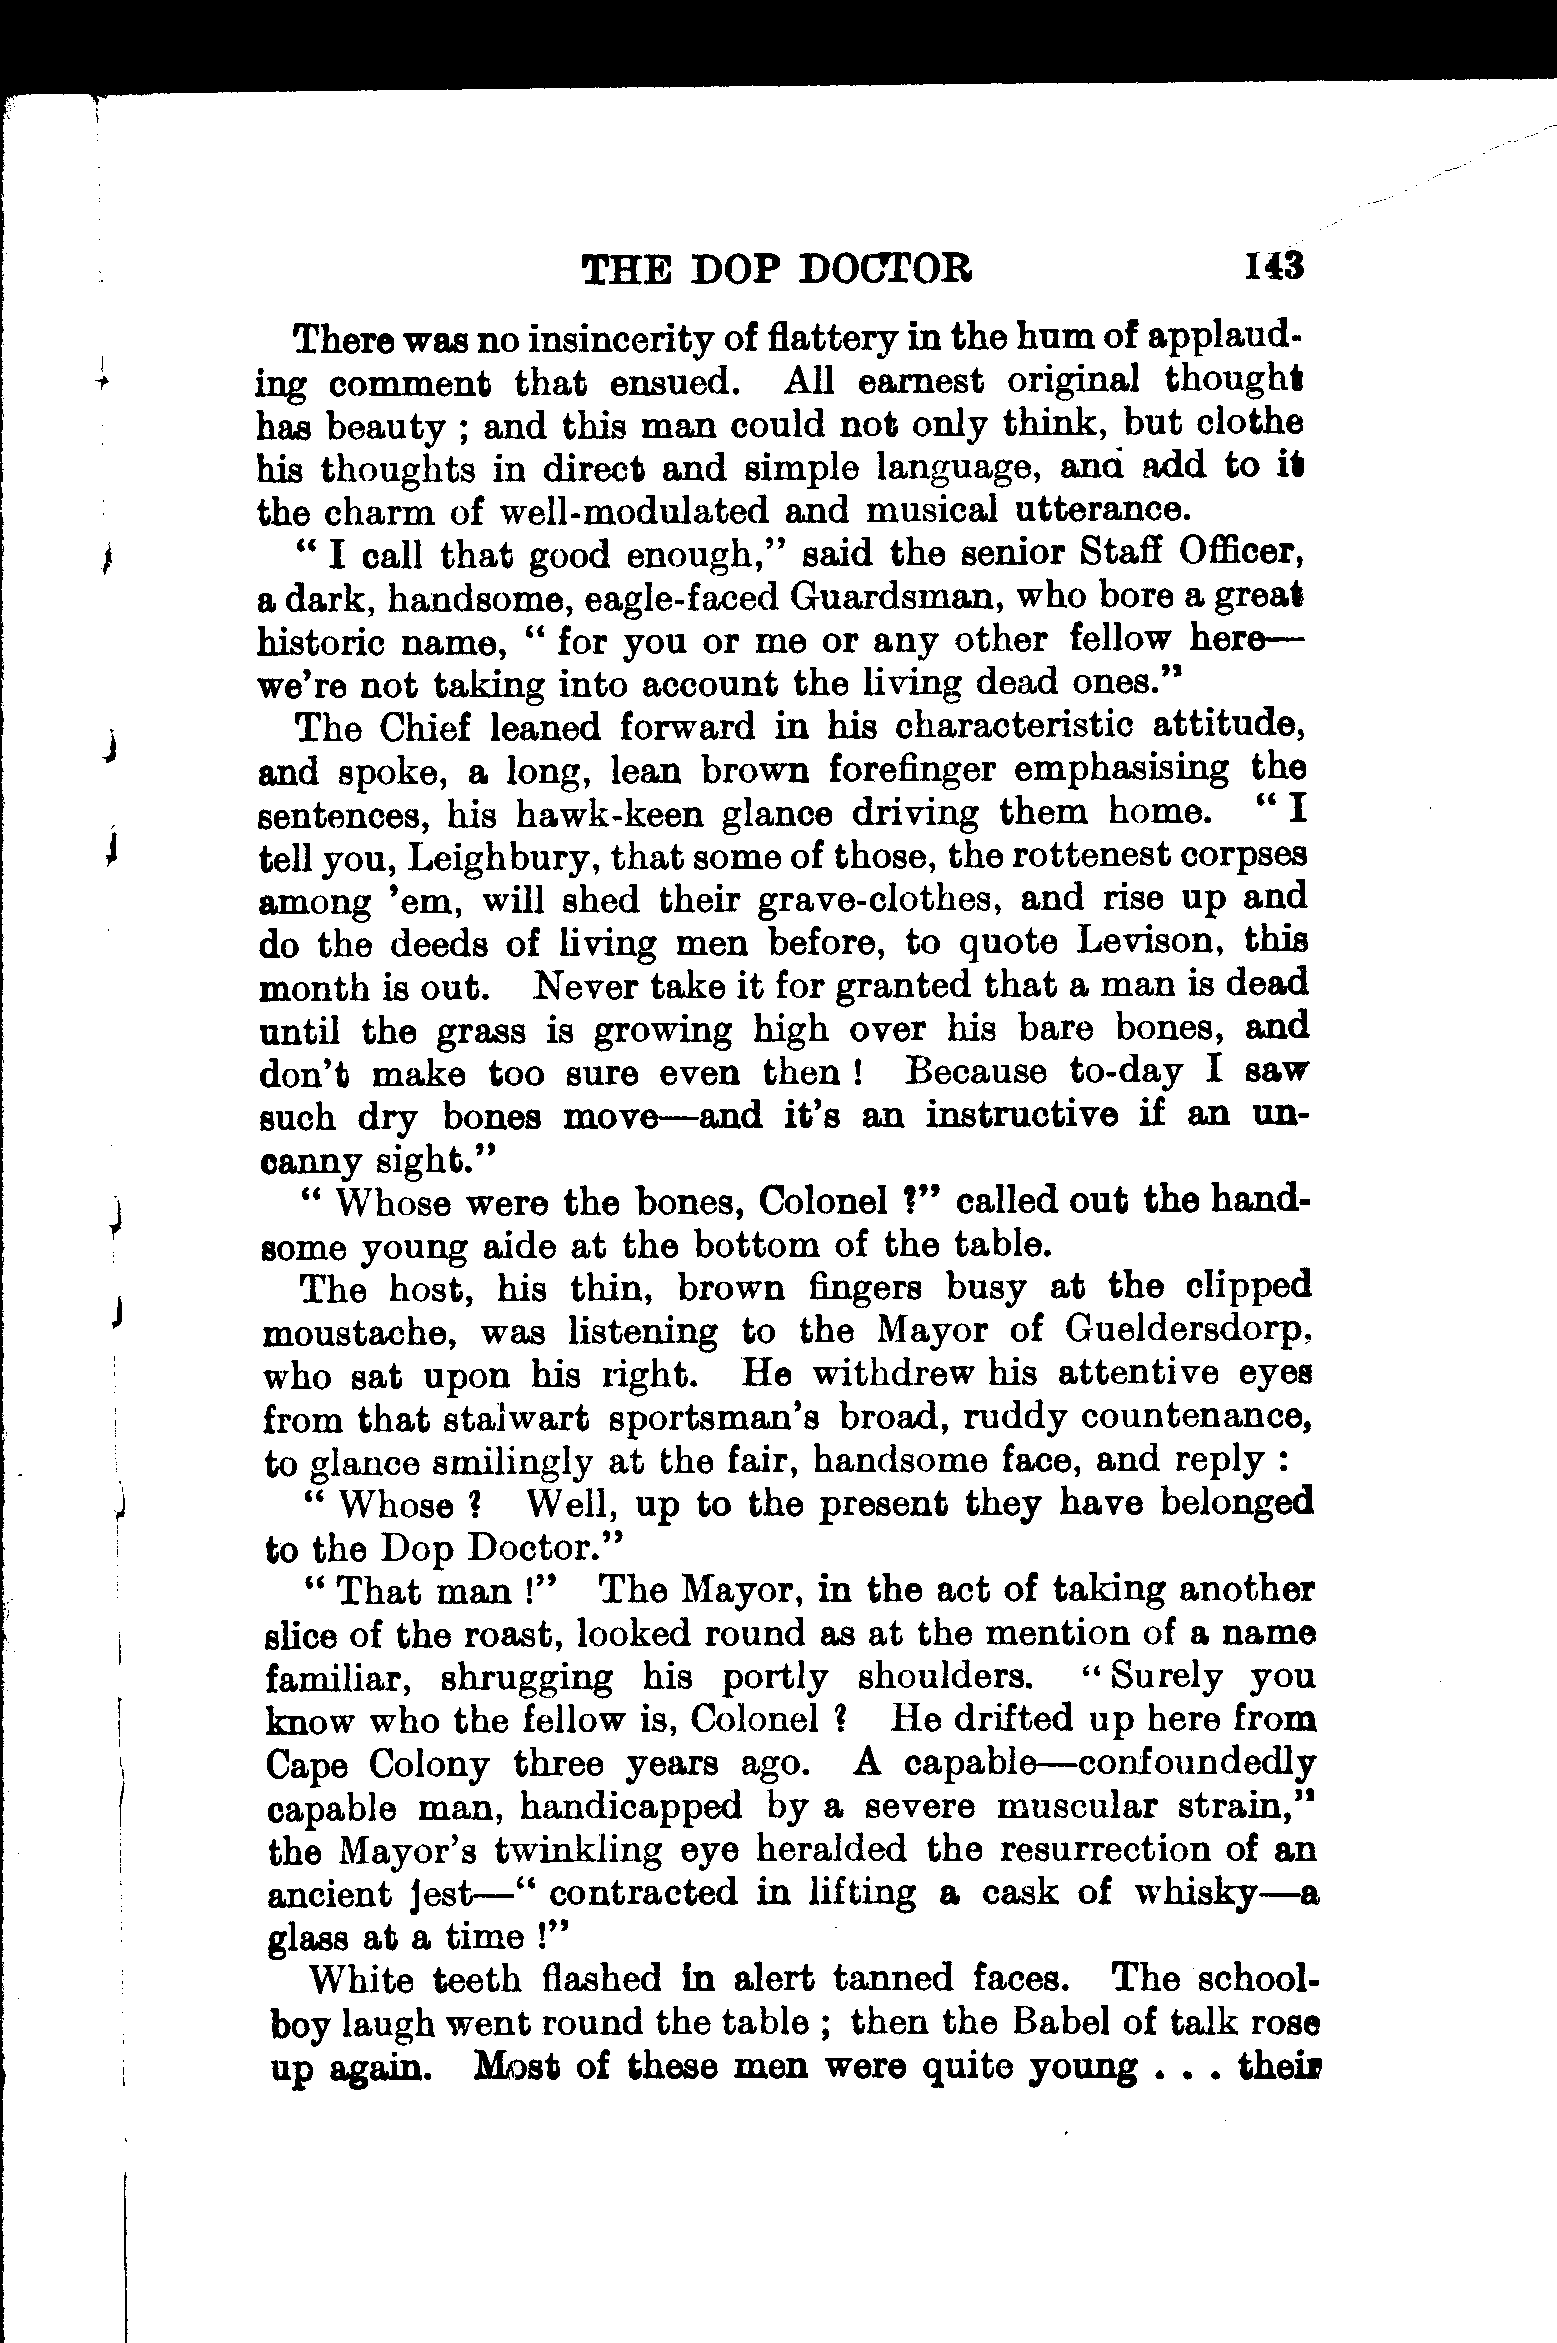 THE DOP DOCTOR 143
There was no insincerity of flattery in the hum of applaud-
ing comment that ensued. All earnest original thought
has beauty ; and this man could not only think, but clothe
his thoughts in direct and simple language, and add to it
the charm of well-modulated and musical utterance.
“ I call that good enough,” said the senior Staff Officer,
a dark, handsome, eagle-faced Guardsman, who bore a great
historic name, “ for you or me or any other fellow here—
we're not taking into account the living dead ones.”
The Chief leaned forward in his characteristic attitude,
and spoke, a long, lean brown forefinger emphasising the
sentences, his hawk-keen glance driving them home. “ I
tell you, Leighbury, that some of those, the rottenest corpses
among ’em, will shed their grave-clothes, and rise up and
do the deeds of living men before, to quote Levison, this
month is out. Never take it for granted that a man is dead
until the grass is growing high over his bare bones, and
don’t make too sure even then ! Because to-day I saw
such dry bones move—and it’s an instructive if an un-
canny sight.”
“ Whose were the bones, Colonel ?” called out the hand-
some young aide at the bottom of the table.
The host, his thin, brown fingers busy at the clipped
moustache, was listening to the Mayor of Gueldersdorp,
who sat upon his right. He withdrew his attentive eyes
from that stalwart sportsman’s broad, ruddy countenance,
to glance smilingly at the fair, handsome face, and reply :
“ Whose ? Well, up to the present they have belonged
to the Dop Doctor.”
“ That man !” The Mayor, in the act of taking another
slice of the roast, looked round as at the mention of a name
familiar, shrugging his portly shoulders. “ Surely you
know who the fellow is, Colonel ? He drifted up here from
Cape Colony three years ago. A capable—confoundedly
capable man, handicapped by a severe muscular strain,”
the Mayor’s twinkling eye heralded the resurrection of an
ancient jest—“ contracted in lifting a cask of whisky—a
glass at a time !”
White teeth flashed in alert tanned faces. The school-
boy laugh went round the table ; then the Babel of talk rose
up again. Most of these men were quite young . . . their